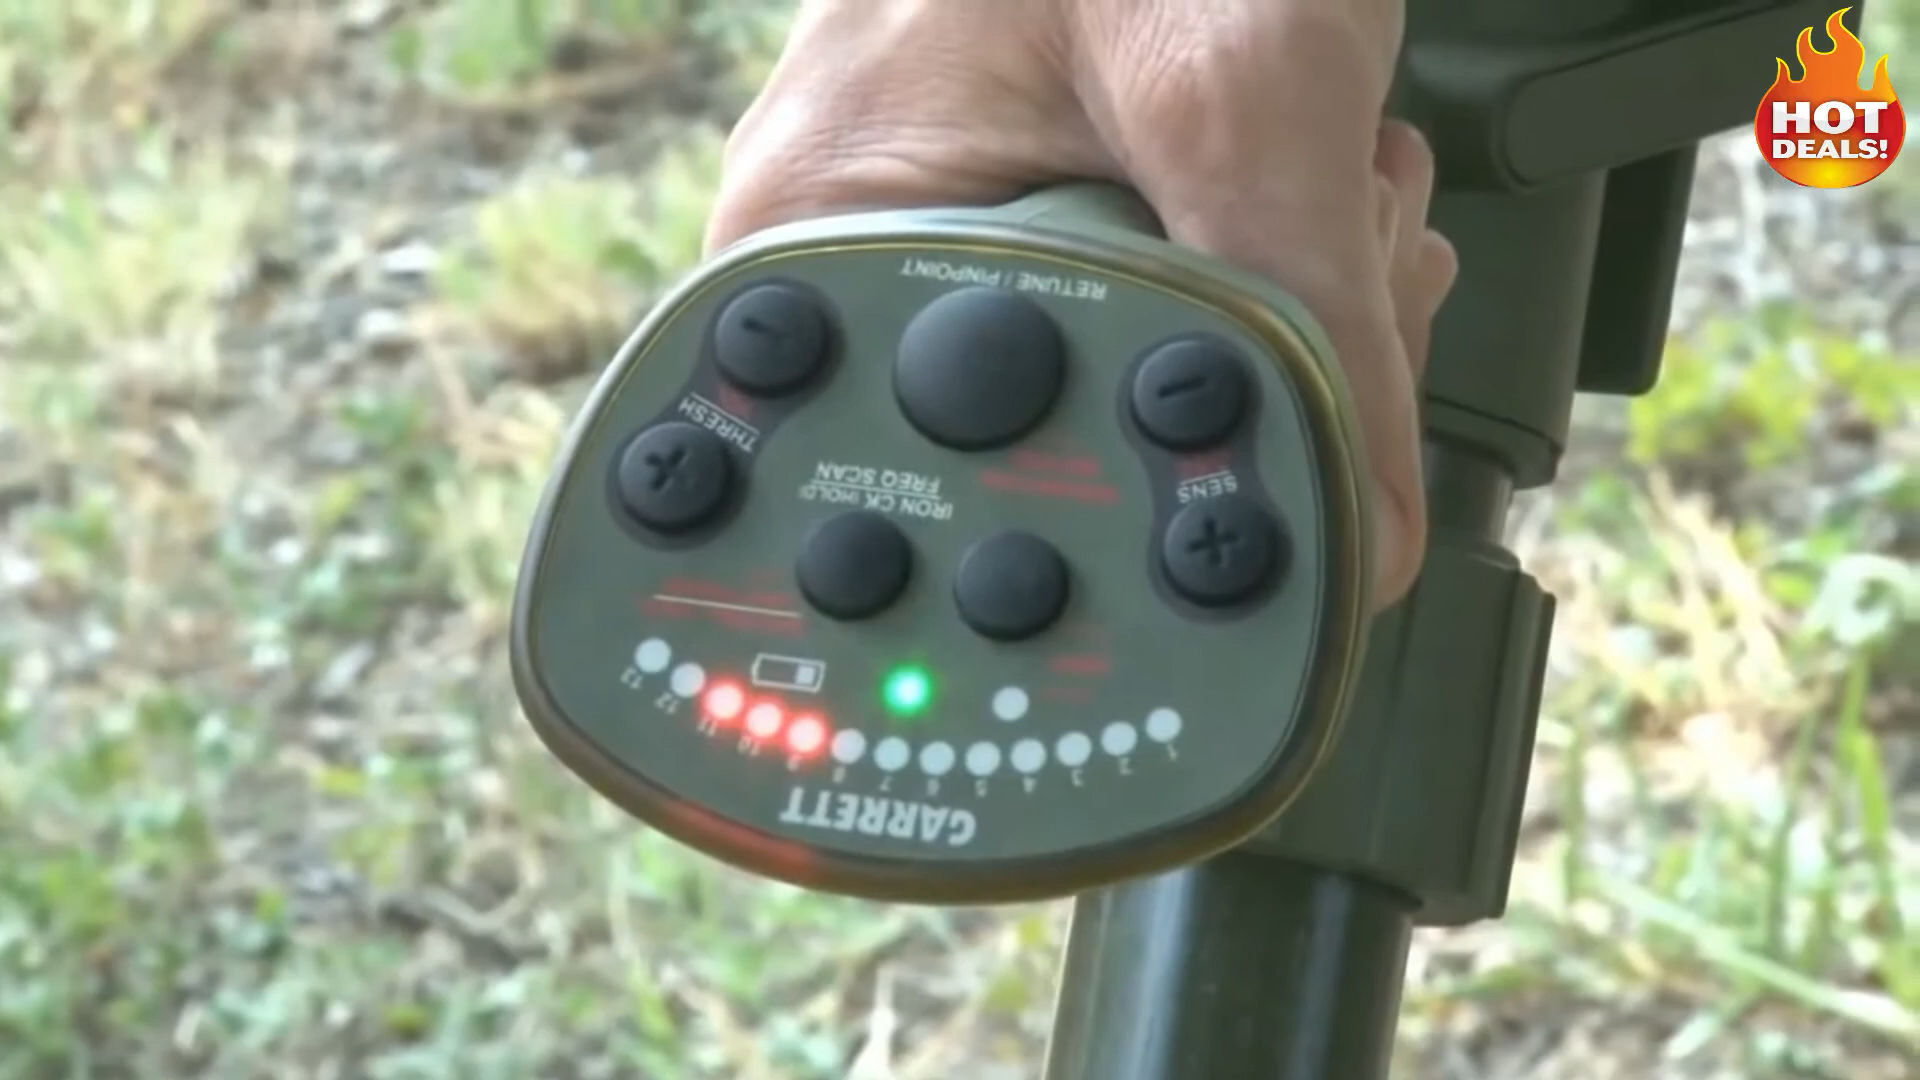 HOT
DEALS!
RETUNE / PINPOINT
THRESH
SENS
IRON CK (HOLD)
FREQ SCAN
1 2 3 4 5 6 7 8 9 10 11 12 13
GARRETT